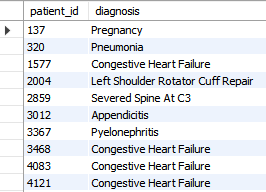 patient_id diagnosis
137 Pregnancy
320 Pneumonia
1577 Congestive Heart Failure
2004 Left Shoulder Rotator Cuff Repair
2859 Severed Spine At C3
3012 Appendicitis
3367 Pyelonephritis
3468 Congestive Heart Failure
4083 Congestive Heart Failure
4121 Congestive Heart Failure